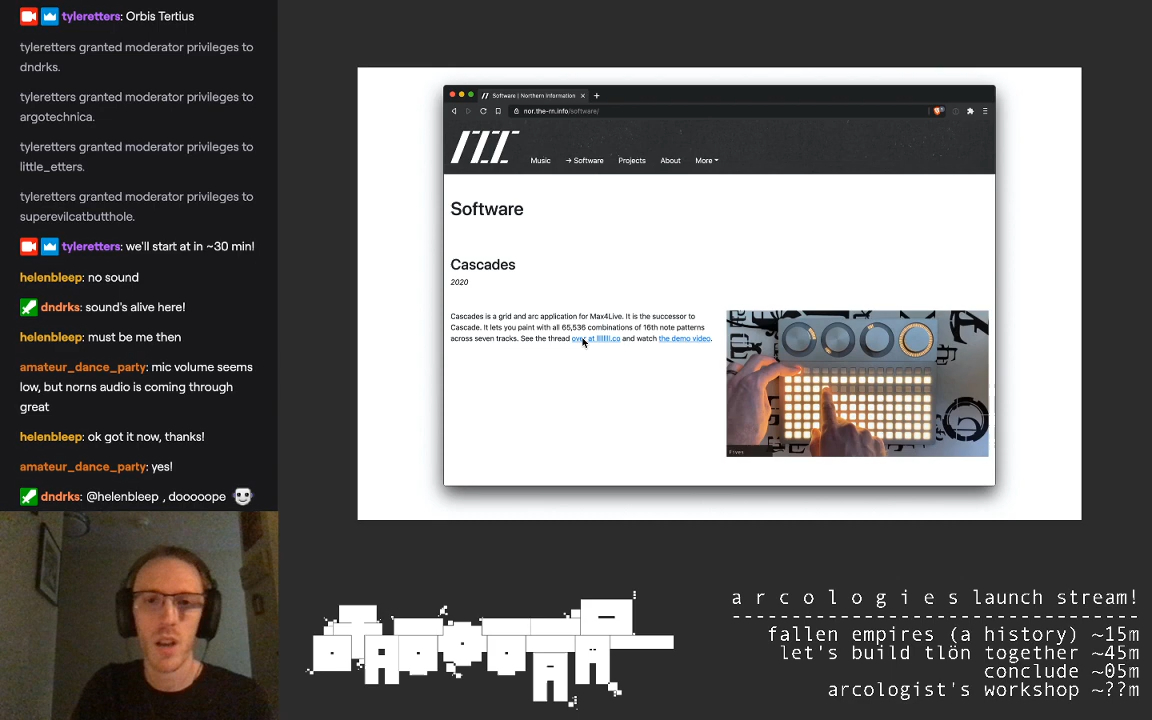 tyleretters: Orbis Tertius
tyleretters granted moderator privileges to
dndrks.
tyleretters granted moderator privileges to
argotechnica.
tyleretters granted moderator privileges to
little_etters.
tyleretters granted moderator privileges to
superevilcatbutthole.
tyleretters: we'll start at in ~30 min!
helenbleep: no sound
dndrks: sound's alive here!
helenbleep: must be me then
amateur_dance_party: mic volume seems
low, but norns audio is coming through
great
helenbleep: ok got it now, thanks!
amateur_dance_party: yes!
dndrks: @helenbleep , dooooope
Software | Northern Information
nor.the-rn.info/software/
Music
→ Software
Projects
About
More
Software
Cascades
2020
Cascades is a grid and arc application for Max4Live. It is the successor to
Cascade. It lets you paint with all 65,536 combinations of 16th note patterns
across seven tracks. See the thread over at llllllll.co and watch the demo video.
a r c o l o g i e s launch stream!
fallen empires (a history) ~15m
let's build tlön together ~45m
conclude ~05m
arcologist's workshop ~??m